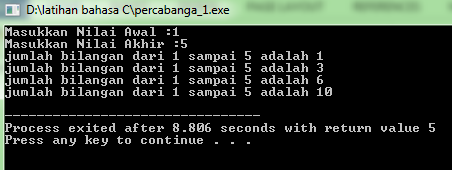 D:\latihan bahasa C\percabanga_1.exe
Masukkan Nilai Awal :1
Masukkan Nilai Akhir :5
jumlah bilangan dari 1 sampai 5 adalah 1
jumlah bilangan dari 1 sampai 5 adalah 3
jumlah bilangan dari 1 sampai 5 adalah 6
jumlah bilangan dari 1 sampai 5 adalah 10
--------------------------------
Process exited after 8.806 seconds with return value 5
Press any key to continue . . .